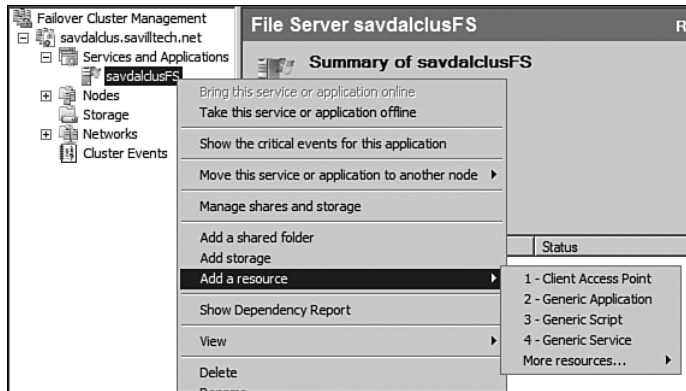 Failover Cluster Management
savdalclus.savilltech.net
Services and Applications
savdalclusFS
Nodes
Storage
Networks
Cluster Events
File Server savdalclusFS
R
Summary of savdalclusFS
Bring this service or application online
Take this service or application offline
Show the critical events for this application
Move this service or application to another node
Manage shares and storage
Add a shared folder
Add storage
Add a resource
Show Dependency Report
View
Delete
Rename
Status
1 - Client Access Point
2 - Generic Application
3 - Generic Script
4 - Generic Service
More resources...